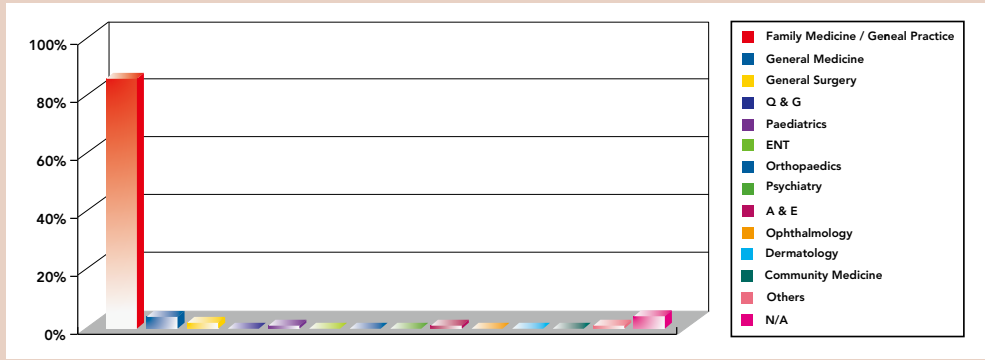 100%
80%
60%
40%
20%
0%
Family Medicine / Geneal Practice
General Medicine
General Surgery
Q & G
Paediatrics
ENT
Orthopaedics
Psychiatry
A & E
Ophthalmology
Dermatology
Community Medicine
Others
N/A